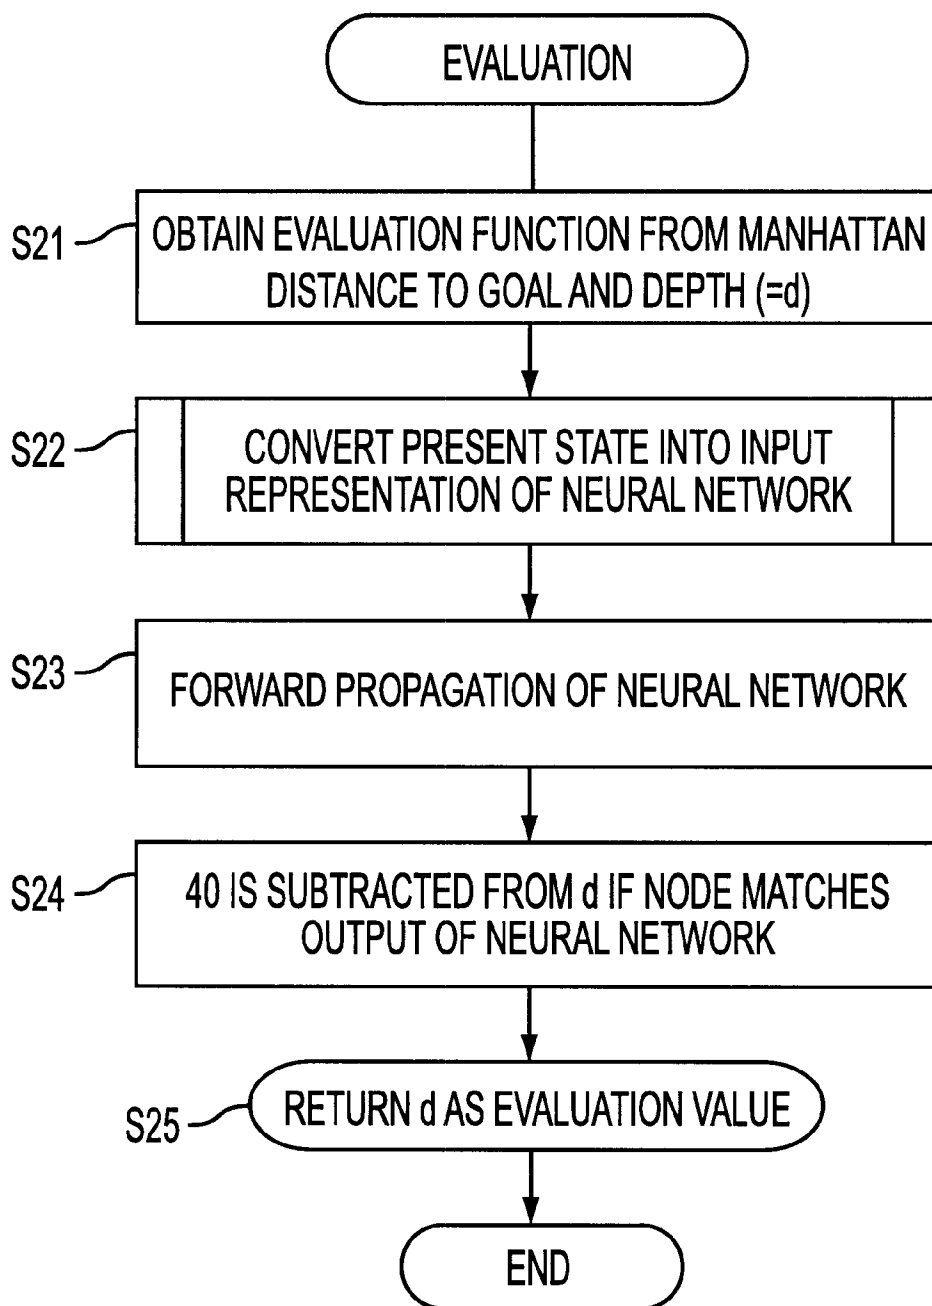 EVALUATION
S21
OBTAIN EVALUATION FUNCTION FROM MANHATTAN
DISTANCE TO GOAL AND DEPTH (=d)
S22
CONVERT PRESENT STATE INTO INPUT
REPRESENTATION OF NEURAL NETWORK
S23
FORWARD PROPAGATION OF NEURAL NETWORK
S24
40 IS SUBTRACTED FROM d IF NODE MATCHES
OUTPUT OF NEURAL NETWORK
S25
RETURN d AS EVALUATION VALUE
END